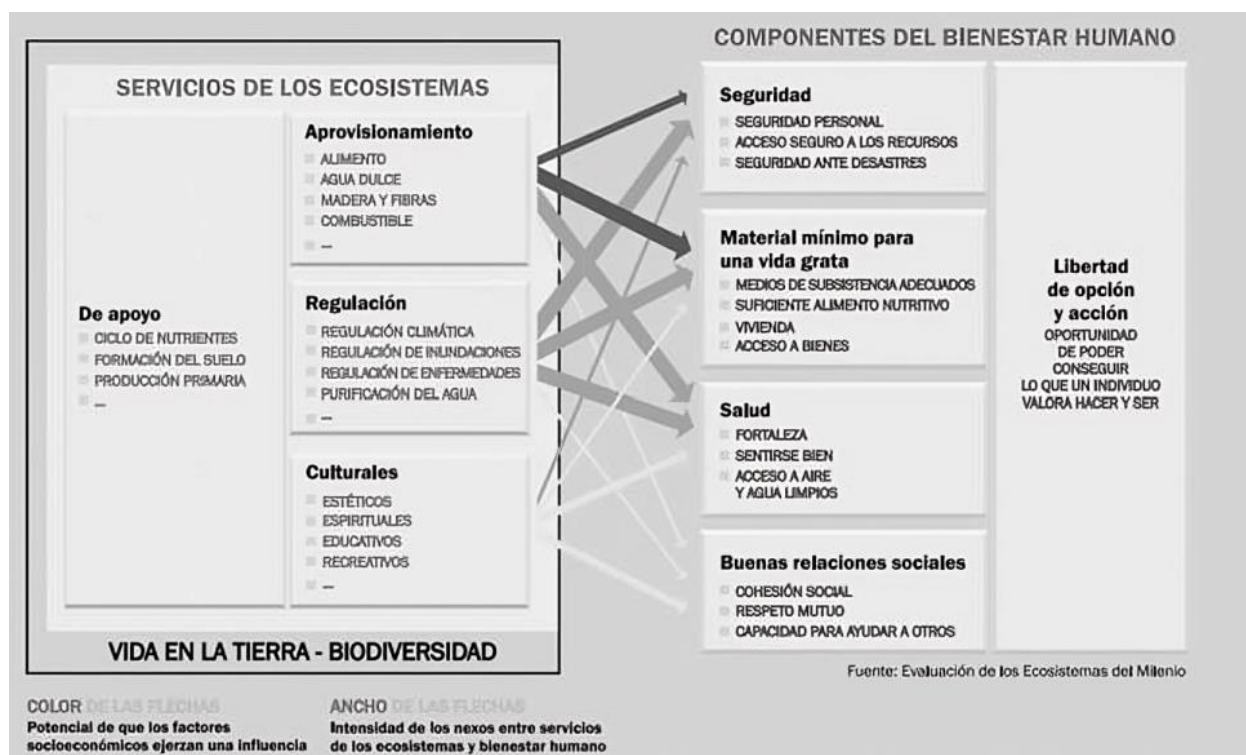 COMPONENTES DEL BIENESTAR HUMANO
SERVICIOS DE LOS ECOSISTEMAS
De apoyo
CICLO DE NUTRIENTES
FORMACIÓN DEL SUELO
PRODUCCIÓN PRIMARIA
...
Aprovisionamiento
ALIMENTO
AGUA DULCE
MADERA Y FIBRAS
COMBUSTIBLE
...
Regulación
REGULACIÓN CLIMÁTICA
REGULACIÓN DE INUNDACIONES
REGULACIÓN DE ENFERMEDADES
PURIFICACIÓN DEL AGUA
...
Culturales
ESTÉTICOS
ESPIRITUALES
EDUCATIVOS
RECREATIVOS
...
VIDA EN LA TIERRA - BIODIVERSIDAD
Seguridad
SEGURIDAD PERSONAL
ACCESO SEGURO A LOS RECURSOS
SEGURIDAD ANTE DESASTRES
Material mínimo para
una vida grata
MEDIOS DE SUBSISTENCIA ADECUADOS
SUFICIENTE ALIMENTO NUTRITIVO
VIVIENDA
ACCESO A BIENES
Salud
FORTALEZA
SENTIRSE BIEN
ACCESO A AIRE
Y AGUA LIMPIOS
Buenas relaciones sociales
COHESIÓN SOCIAL
RESPETO MUTUO
CAPACIDAD PARA AYUDAR A OTROS
Libertad
de opción
y acción
OPORTUNIDAD
DE PODER
CONSEGUIR
LO QUE UN INDIVIDUO
VALORA HACER Y SER
Fuente: Evaluación de los Ecosistemas del Milenio
COLOR DE LAS FLECHAS
Potencial de que los factores
socioeconómicos ejerzan una influencia
ANCHO DE LAS FLECHAS
Intensidad de los nexos entre servicios
de los ecosistemas y bienestar humano